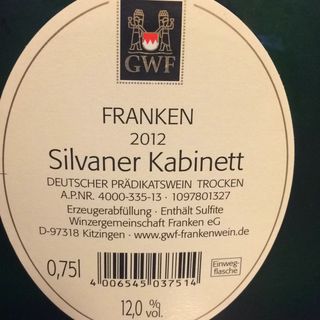 GWF
FRANKEN
2012
Silvaner Kabinett
DEUTSCHER PRÄDIKATSWEIN TROCKEN
A.P.NR. 4000-335-13 · 1097801327
Erzeugerabfüllung · Enthält Sulfite
Winzergemeinschaft Franken eG
D-97318 Kitzingen · www.gwf-frankenwein.de
0,75l
Einweg-
flasche
4 006545 037514
12,0 % vol.